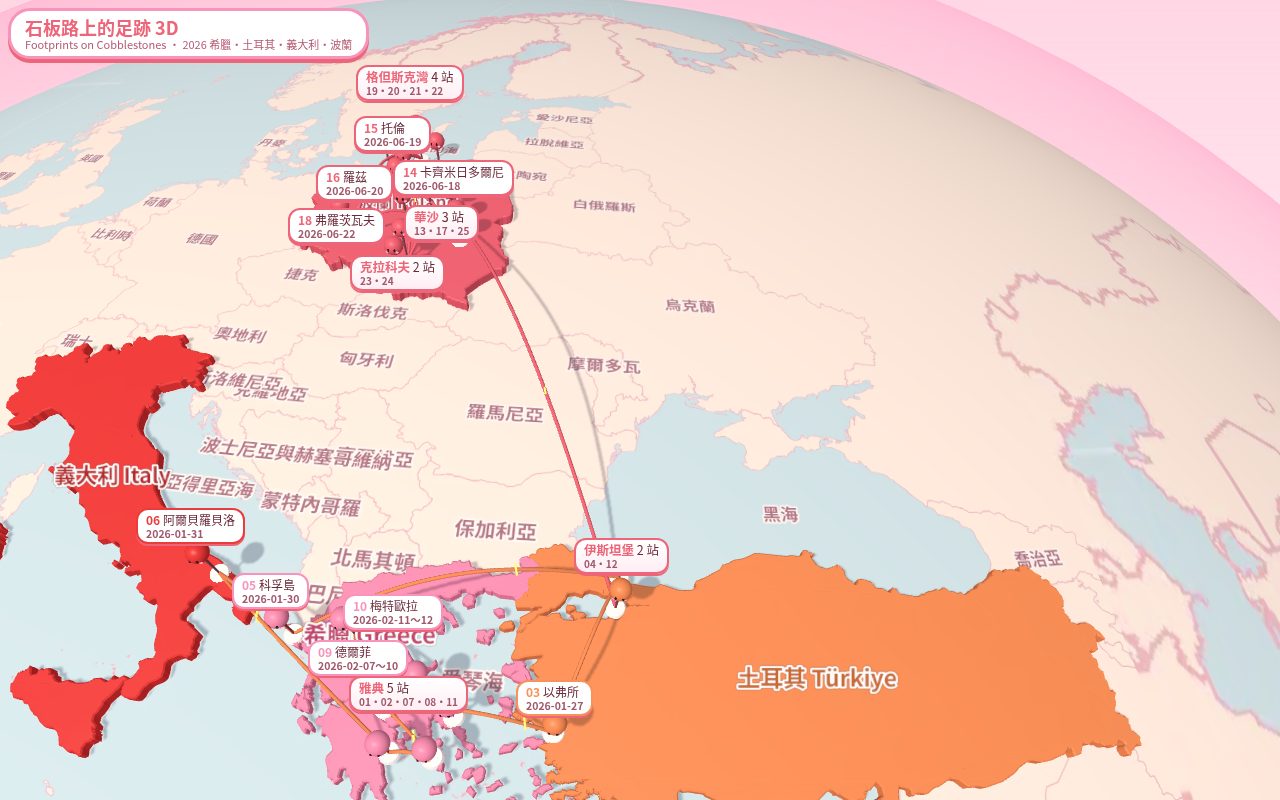 石板路上的足跡 3D
Footprints on Cobblestones ・ 2026 希臘・土耳其・義大利・波蘭
格但斯克灣 4 站
19・20・21・22
愛沙尼亞
15 托倫
2026-06-19
丹麥
拉脫維亞
英國
16 羅茲
2026-06-20
14 卡齊米日多爾尼
2026-06-18
陶宛
荷蘭
白俄羅斯
18 弗羅茨瓦夫
2026-06-22
華沙 3 站
13・17・25
比利時
德國
克拉科夫 2 站
23・24
捷克
斯洛伐克
烏克蘭
瑞士
奧地利
匈牙利
摩爾多瓦
洛維尼亞
克羅地亞
羅馬尼亞
波士尼亞與赫塞哥維納
義大利 Italy
亞得里亞海
蒙特內哥羅
06 阿爾貝羅貝洛
2026-01-31
保加利亞
黑海
北馬其頓
伊斯坦堡 2 站
04・12
喬治亞
05 科孚島
2026-01-30
10 梅特歐拉
2026-02-11～12
希臘 Greece
09 德爾菲
2026-02-07～10
愛琴海
土耳其 Türkiye
雅典 5 站
01・02・07・08・11
03 以弗所
2026-01-27